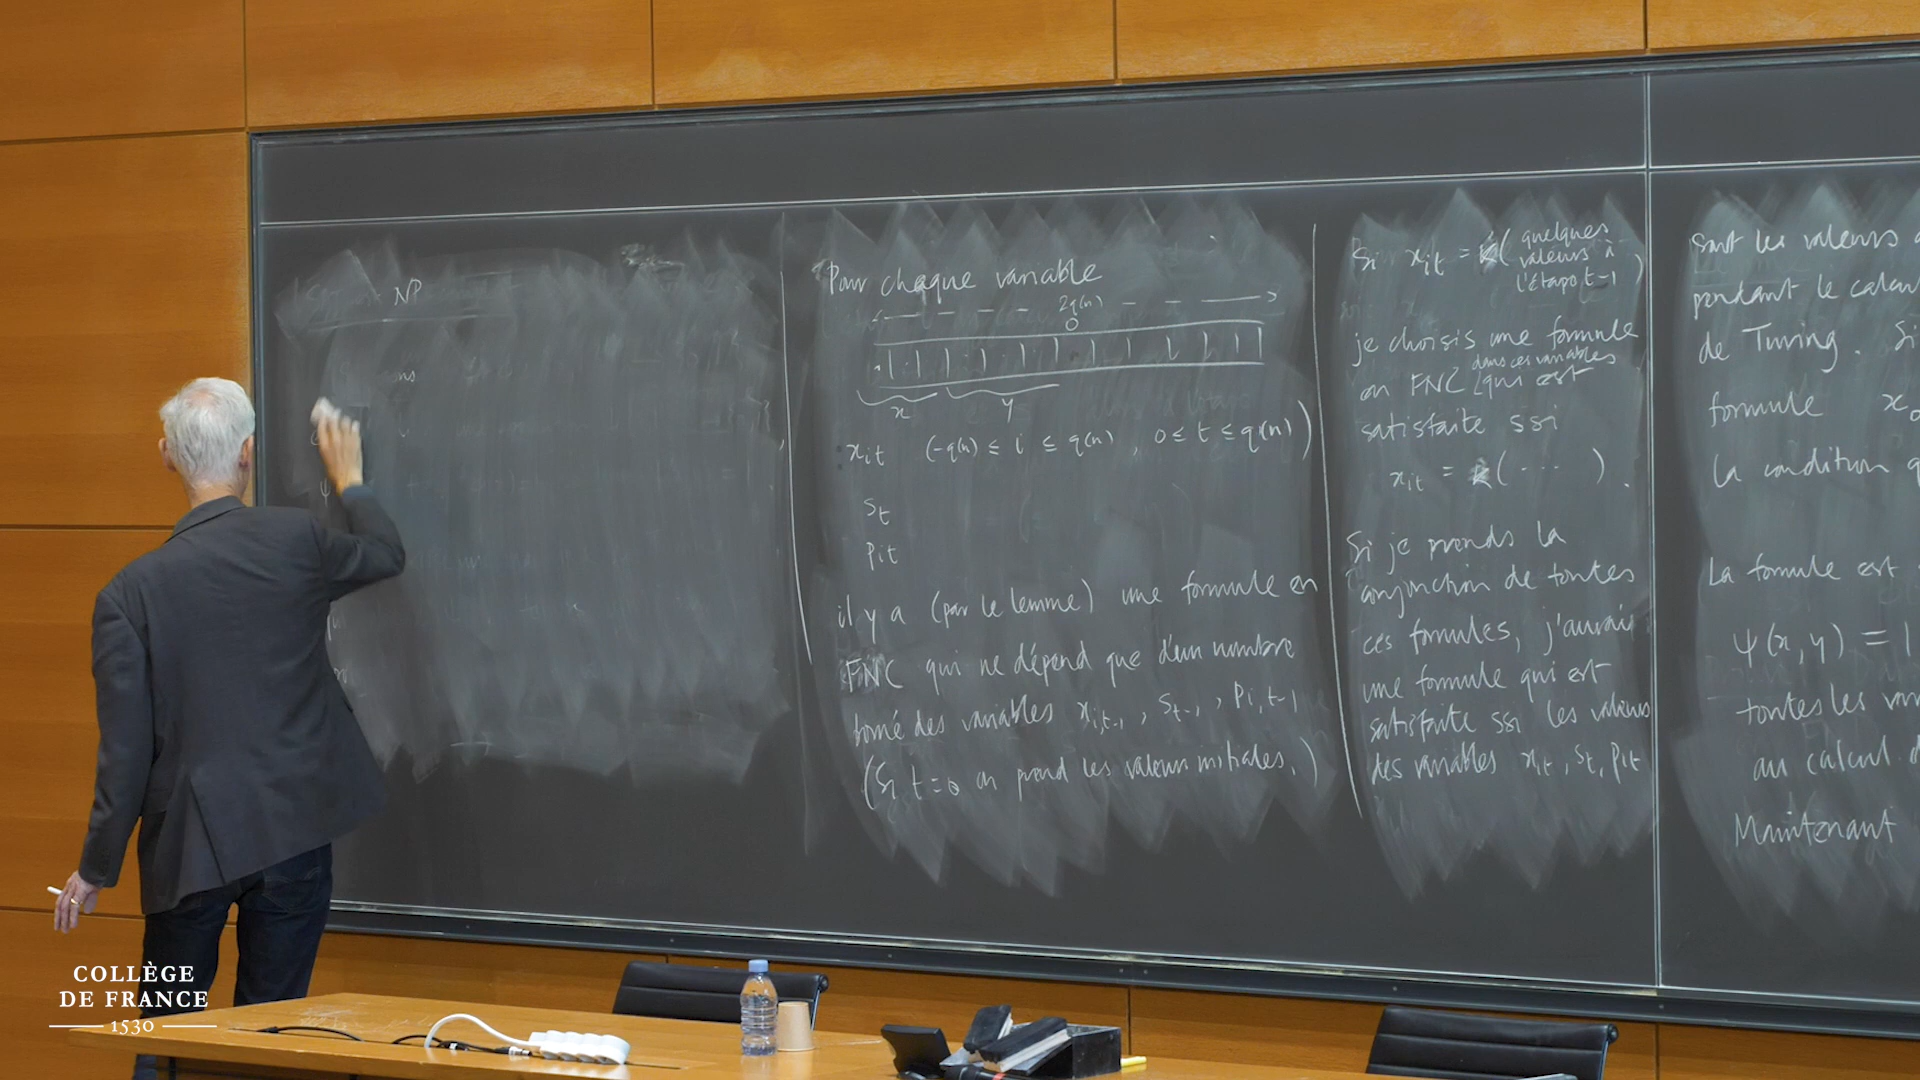 NP
Pour chaque variable
2q(n)
0
x
y
x_it (-q(n) ≤ i ≤ q(n) , 0 ≤ t ≤ q(n))
s_t
p_it
il y a (par le lemme) une formule en
FNC qui ne dépend que d'un nombre
borné des variables x_i,t-1 , s_t-1 , p_i,t-1
(Si t = 0 on prend les valeurs initiales.)
Si x_it = ( quelques
valeurs à
l'étape t-1 )
je choisis une formule
dans ces variables
en FNC qui est
satisfaite ssi
x_it = ( ... ) .
Si je prends la
conjonction de toutes
ces formules, j'aurai
une formule qui est
satisfaite ssi les valeurs
des variables x_it, s_t, p_it
sont les valeurs
pendant le calcul
de Turing. Si
formule
la condition
La formule est
ψ(x, y) = 1
toutes les
au calcul
Maintenant
COLLÈGE
DE FRANCE
1530